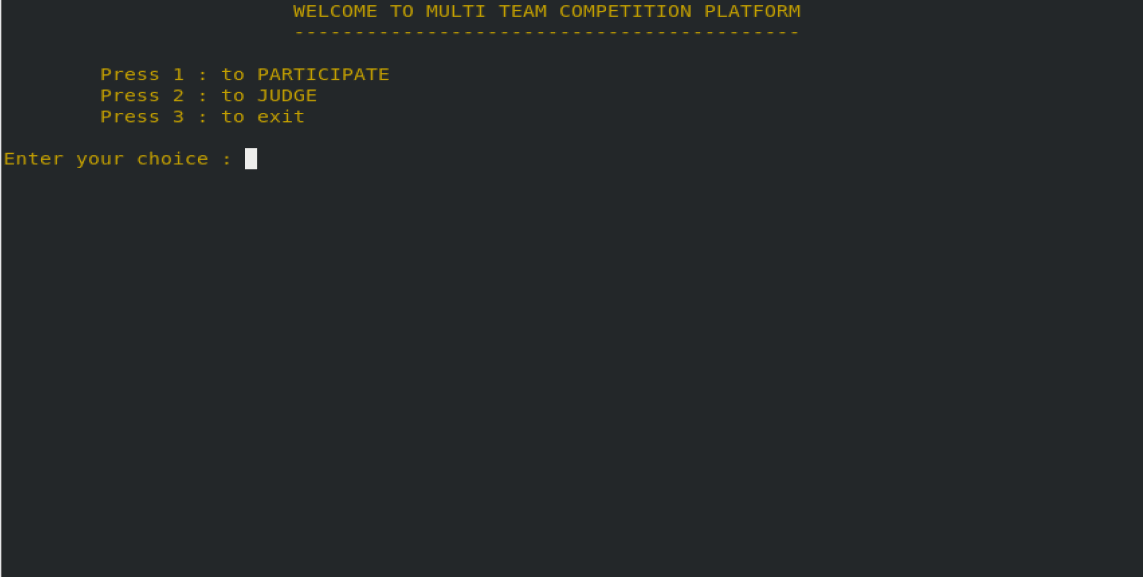 WELCOME TO MULTI TEAM COMPETITION PLATFORM
------------------------------------------
Press 1 : to PARTICIPATE
Press 2 : to JUDGE
Press 3 : to exit
Enter your choice :